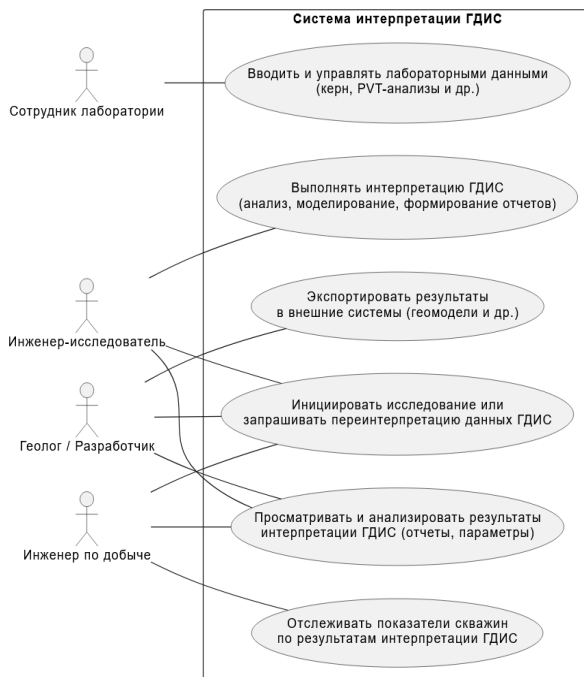 Система интерпретации ГДИС
Вводить и управлять лабораторными данными
(керн, PVT-анализы и др.)
Сотрудник лаборатории
Выполнять интерпретацию ГДИС
(анализ, моделирование, формирование отчетов)
Экспортировать результаты
в внешние системы (геомодели и др.)
Инженер-исследователь
Инициировать исследование или
запрашивать переинтерпретацию данных ГДИС
Геолог / Разработчик
Просматривать и анализировать результаты
интерпретации ГДИС (отчеты, параметры)
Инженер по добыче
Отслеживать показатели скважин
по результатам интерпретации ГДИС